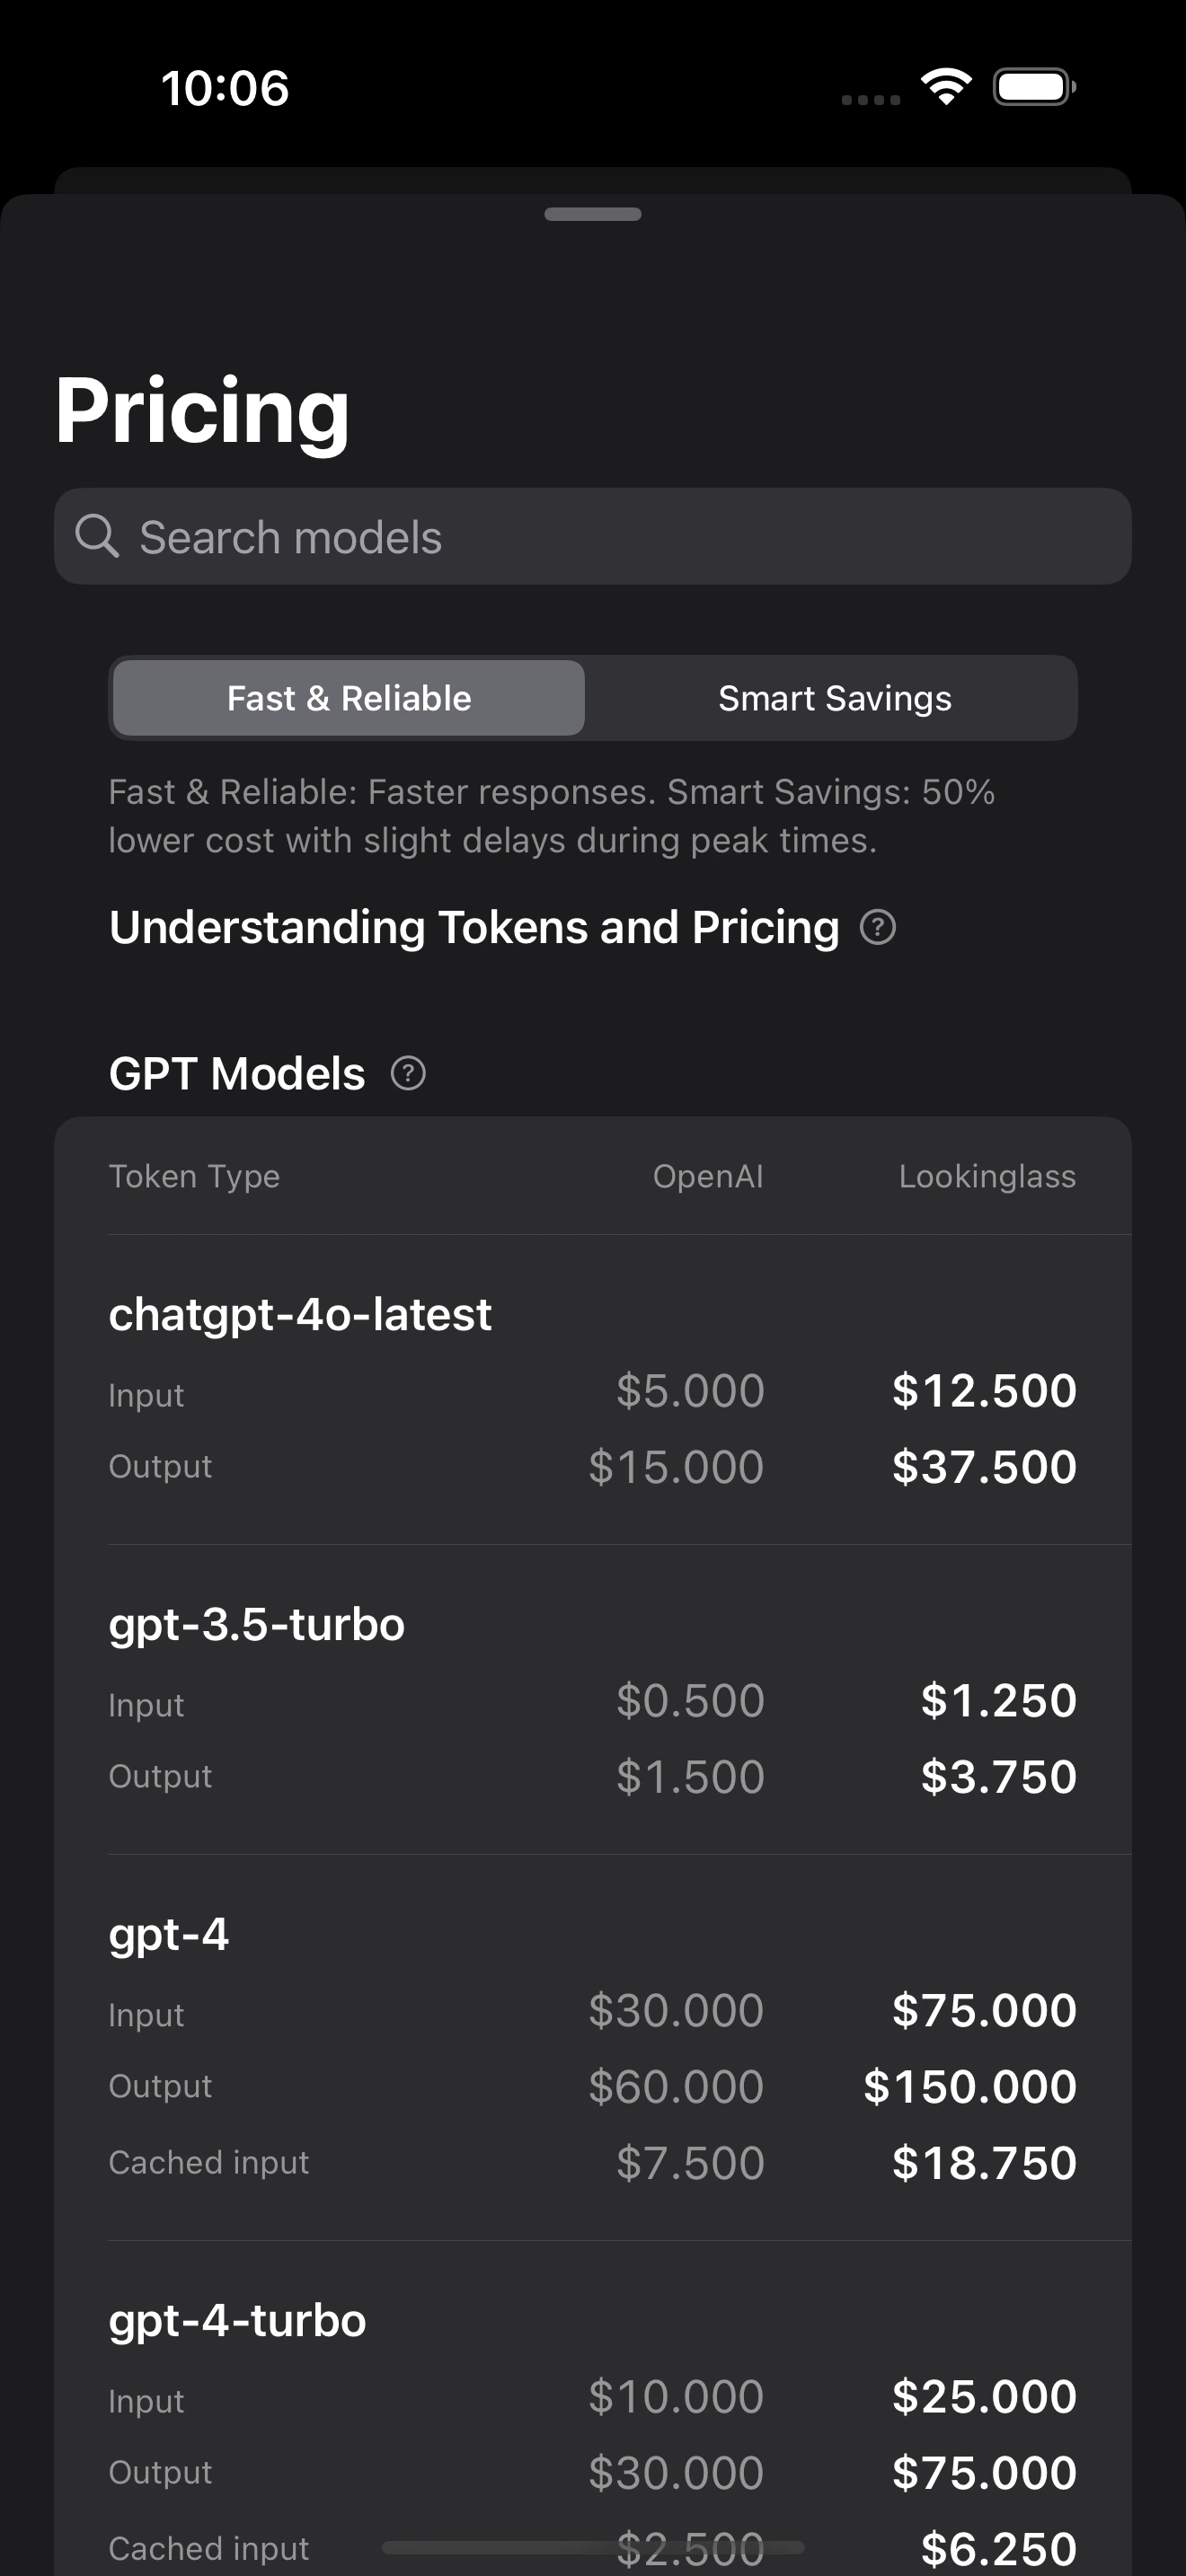 10:06
Pricing
Search models
Fast & Reliable
Smart Savings
Fast & Reliable: Faster responses. Smart Savings: 50%
lower cost with slight delays during peak times.
Understanding Tokens and Pricing ?
GPT Models ?
Token Type OpenAI Lookinglass
chatgpt-4o-latest
Input $5.000 $12.500
Output $15.000 $37.500
gpt-3.5-turbo
Input $0.500 $1.250
Output $1.500 $3.750
gpt-4
Input $30.000 $75.000
Output $60.000 $150.000
Cached input $7.500 $18.750
gpt-4-turbo
Input $10.000 $25.000
Output $30.000 $75.000
Cached input $2.500 $6.250